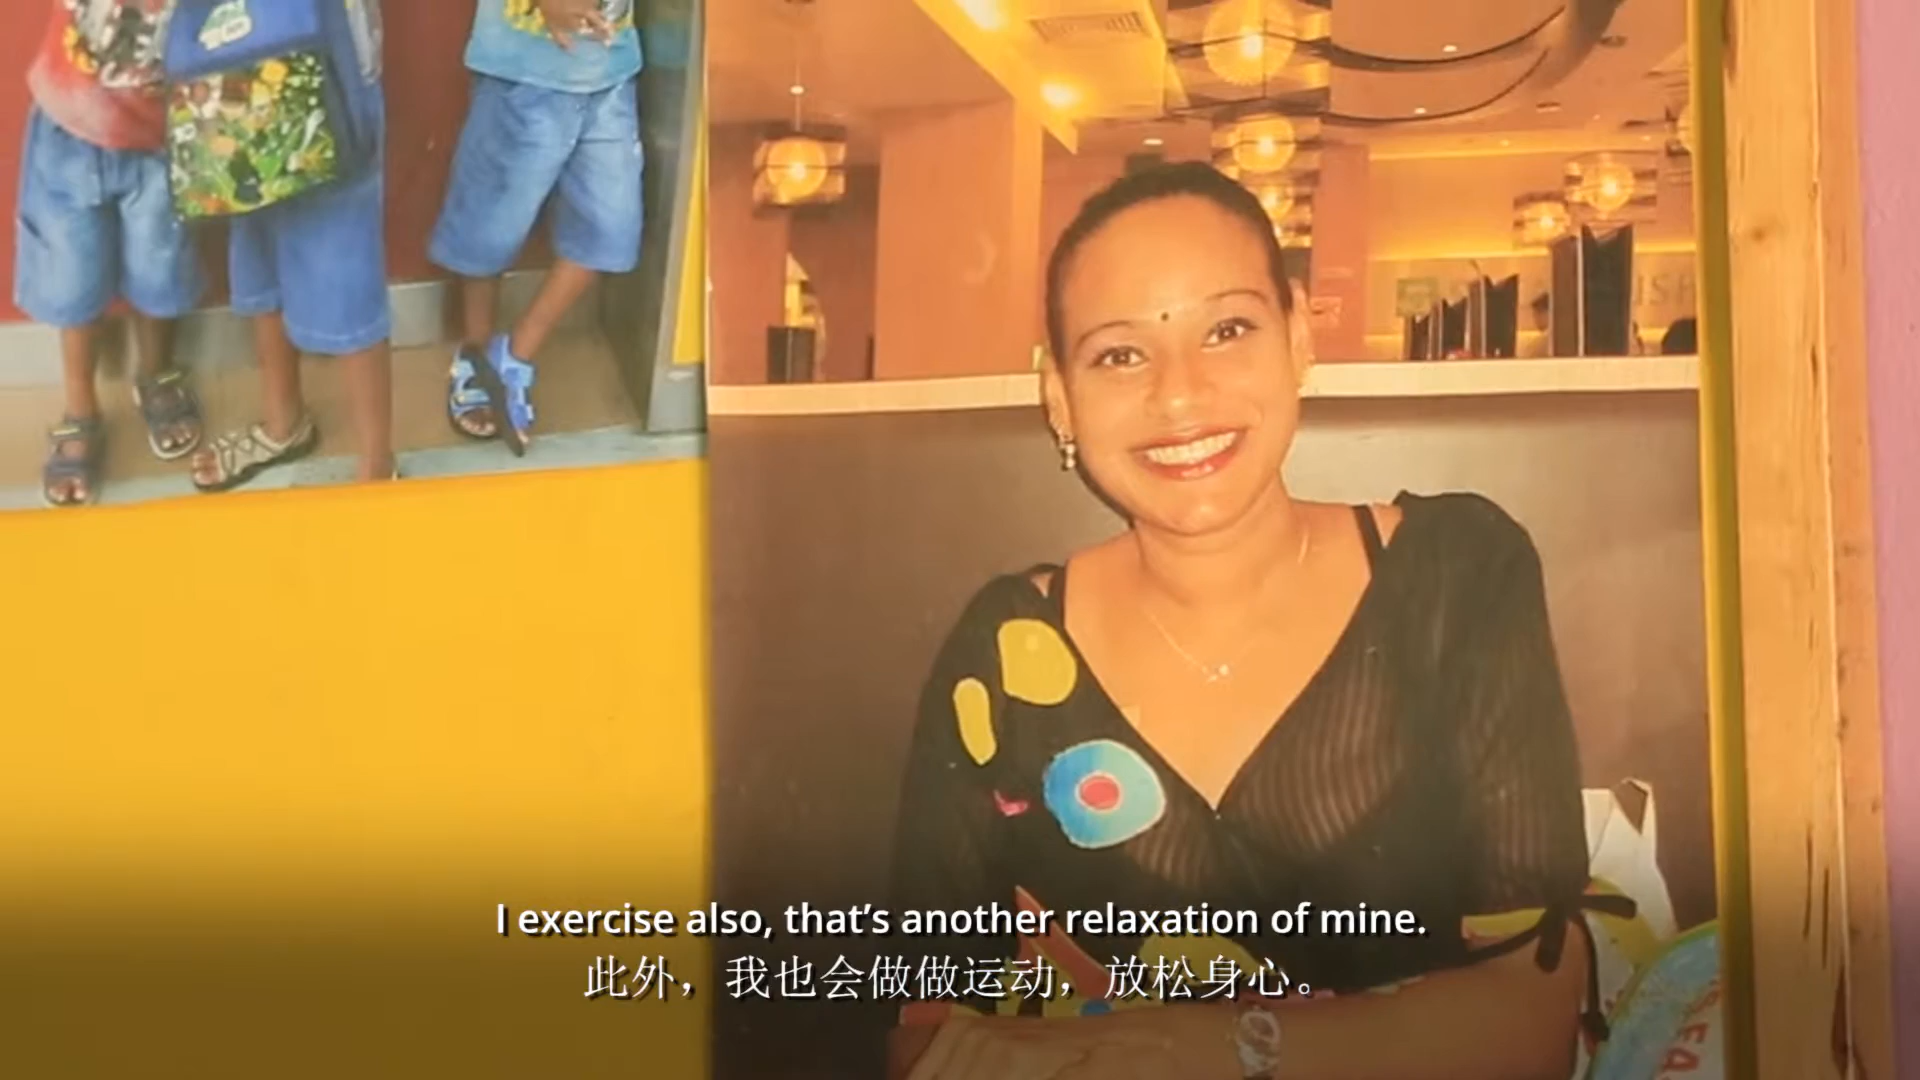 I exercise also, that's another relaxation of mine.
此外，我也会做做运动，放松身心。